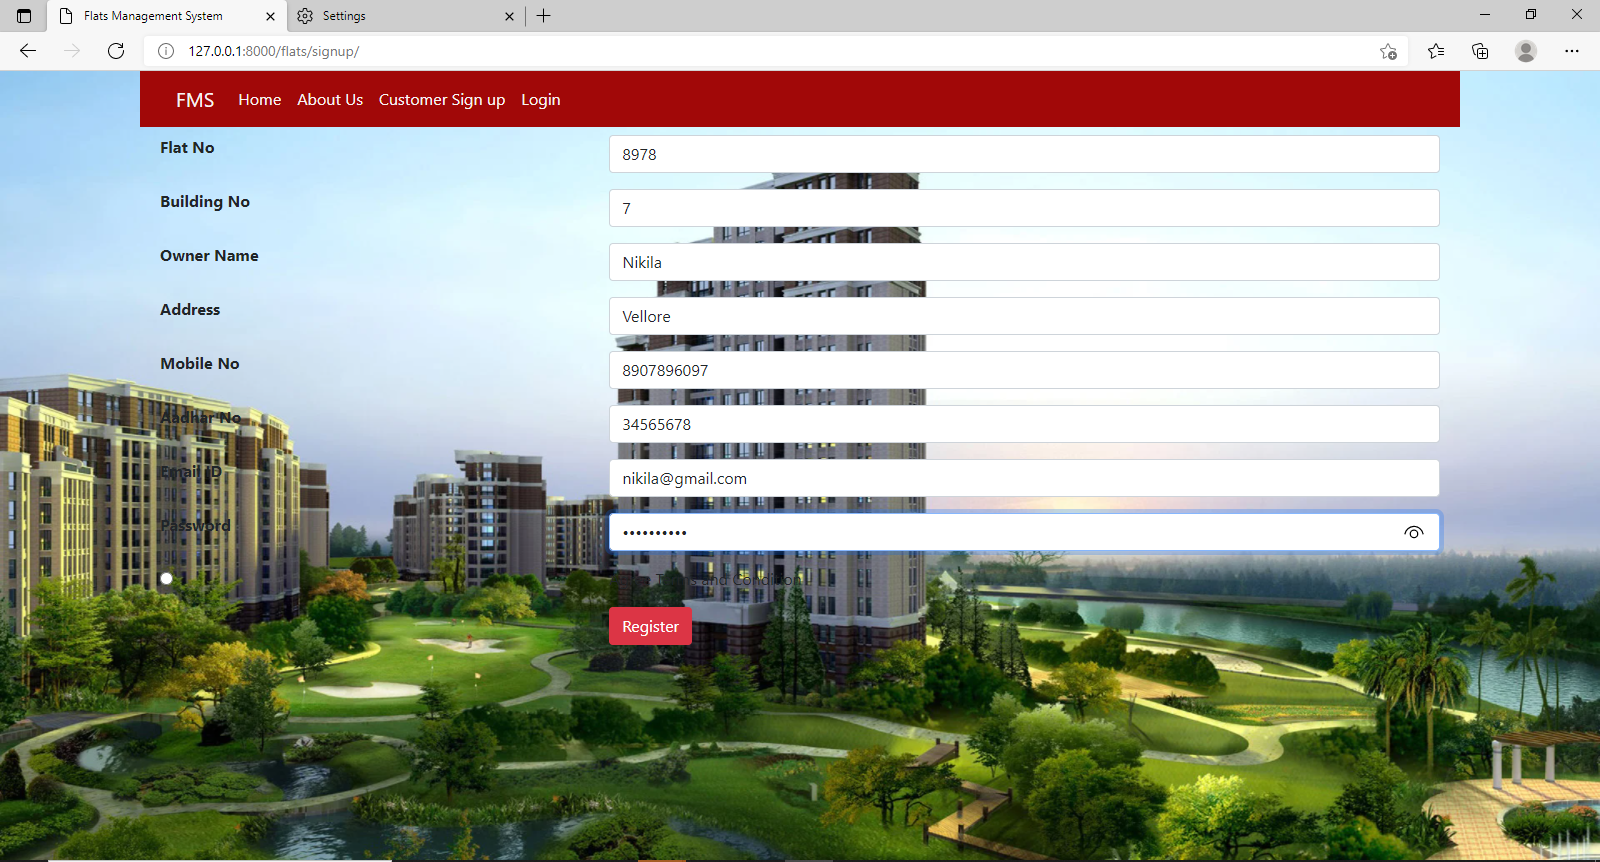 Flats Management System
Settings
127.0.0.1:8000/flats/signup/
FMS Home About Us Customer Sign up Login
Flat No 8978
Building No 7
Owner Name Nikila
Address Vellore
Mobile No 8907896097
Aadhar No 34565678
Email ID nikila@gmail.com
Password ••••••••••
Terms and Condition
Register